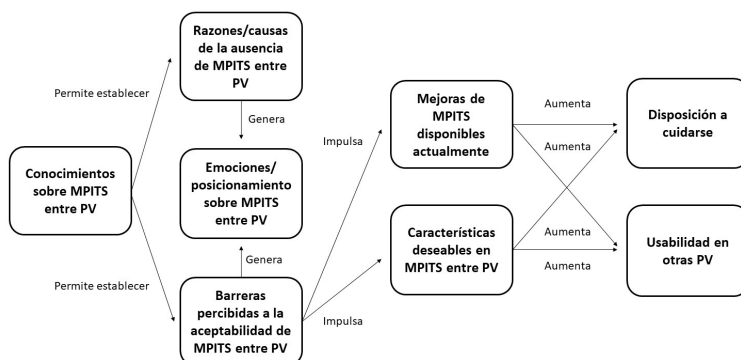 Razones/causas
de la ausencia
de MPITS entre
PV
Permite establecer
Genera
Conocimientos
sobre MPITS
entre PV
Emociones/
posicionamiento
sobre MPITS
entre PV
Permite establecer
Genera
Barreras
percibidas a la
aceptabilidad de
MPITS entre PV
Impulsa
Impulsa
Mejoras de
MPITS
disponibles
actualmente
Características
deseables en
MPITS entre PV
Aumenta
Aumenta
Aumenta
Aumenta
Disposición a
cuidarse
Usabilidad en
otras PV